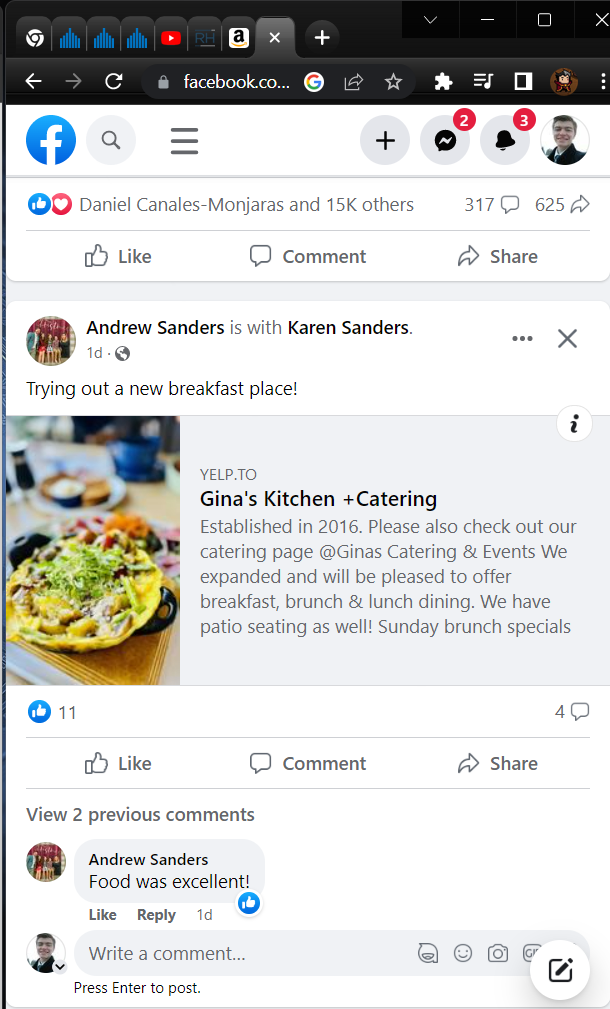 RH
a
facebook.co...
G
2
3
f
Daniel Canales-Monjaras and 15K others
317
625
Like
Comment
Share
Andrew Sanders is with Karen Sanders.
1d ·
Trying out a new breakfast place!
i
YELP.TO
Gina's Kitchen +Catering
Established in 2016. Please also check out our
catering page @Ginas Catering & Events We
expanded and will be pleased to offer
breakfast, brunch & lunch dining. We have
patio seating as well! Sunday brunch specials
11
4
Like
Comment
Share
View 2 previous comments
Andrew Sanders
Food was excellent!
Like Reply 1d
Write a comment...
Press Enter to post.